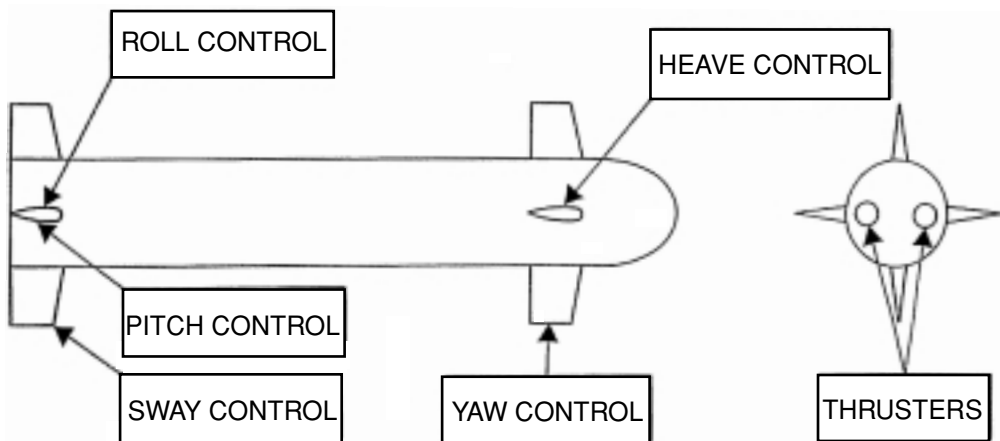 ROLL CONTROL
HEAVE CONTROL
PITCH CONTROL
SWAY CONTROL
YAW CONTROL
THRUSTERS